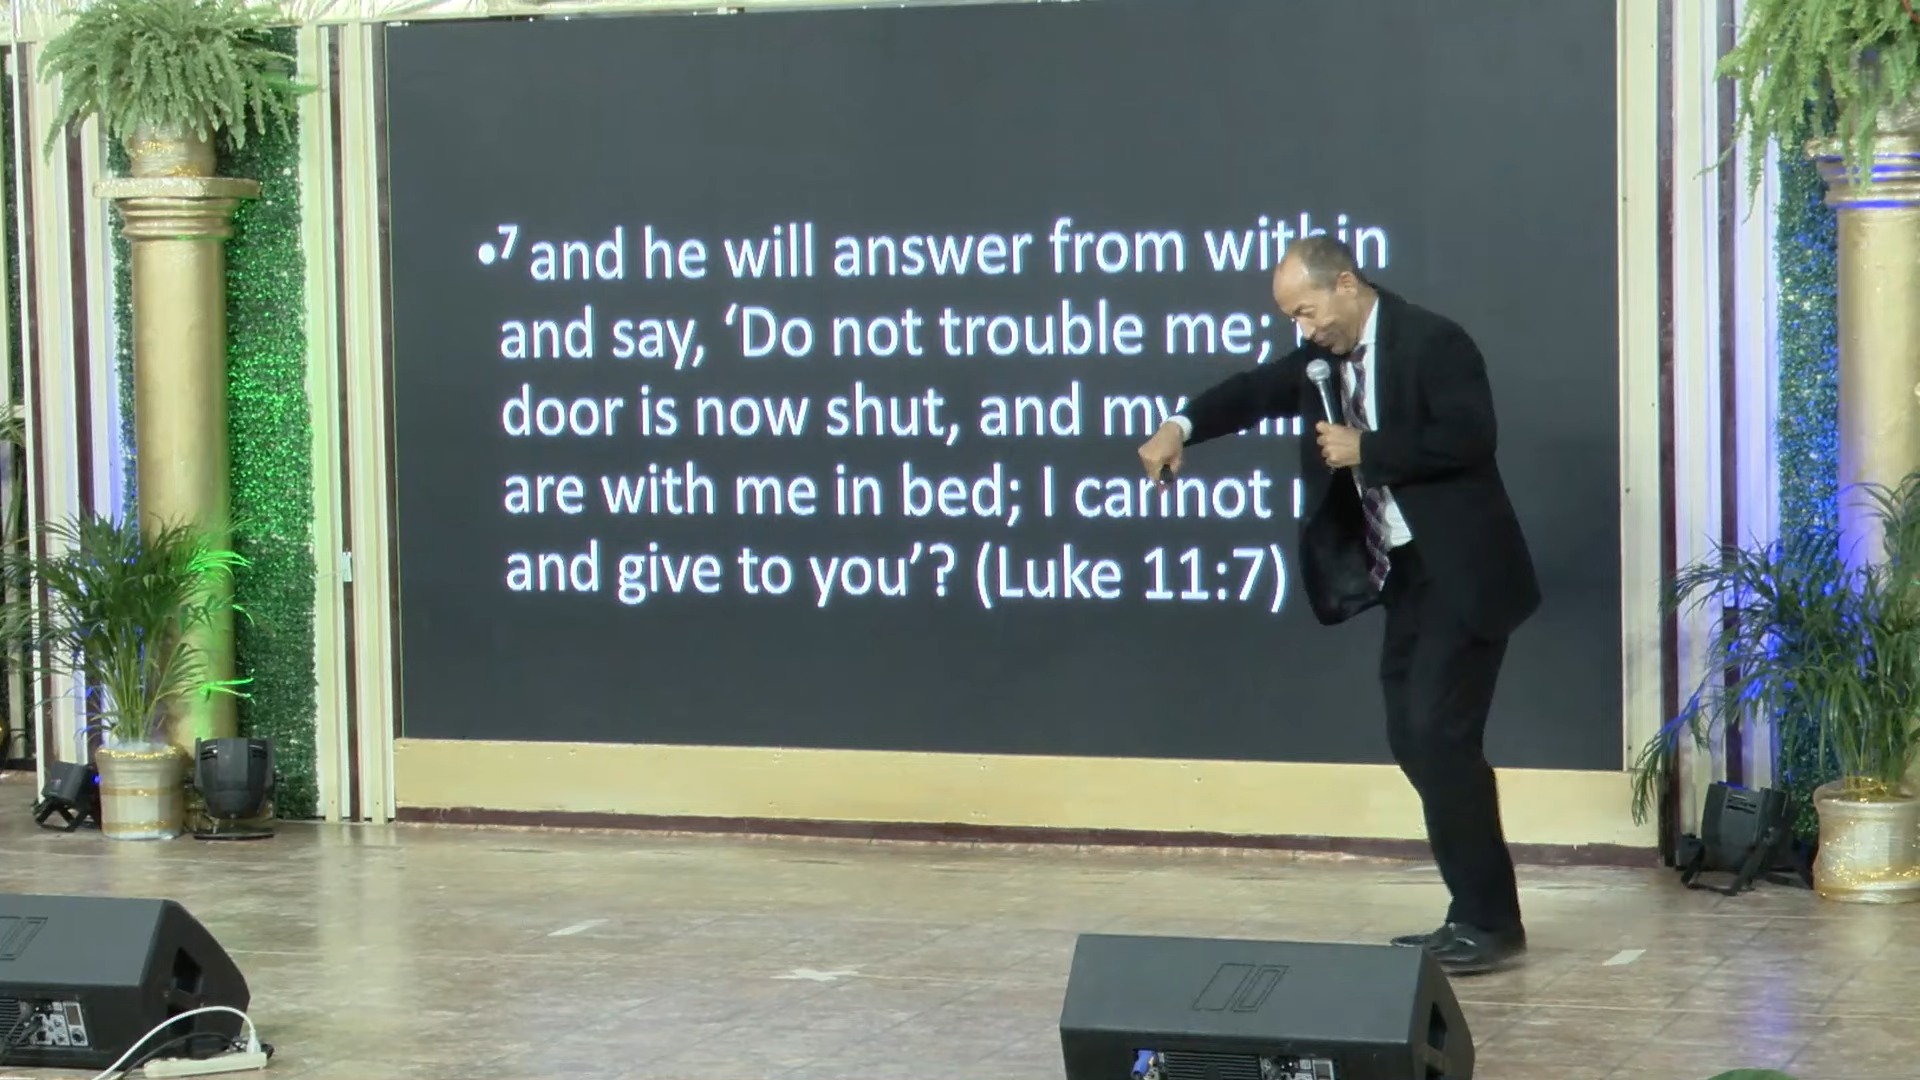 •⁷ and he will answer from within
and say, ‘Do not trouble me;
door is now shut, and my
are with me in bed; I cannot
and give to you’? (Luke 11:7)